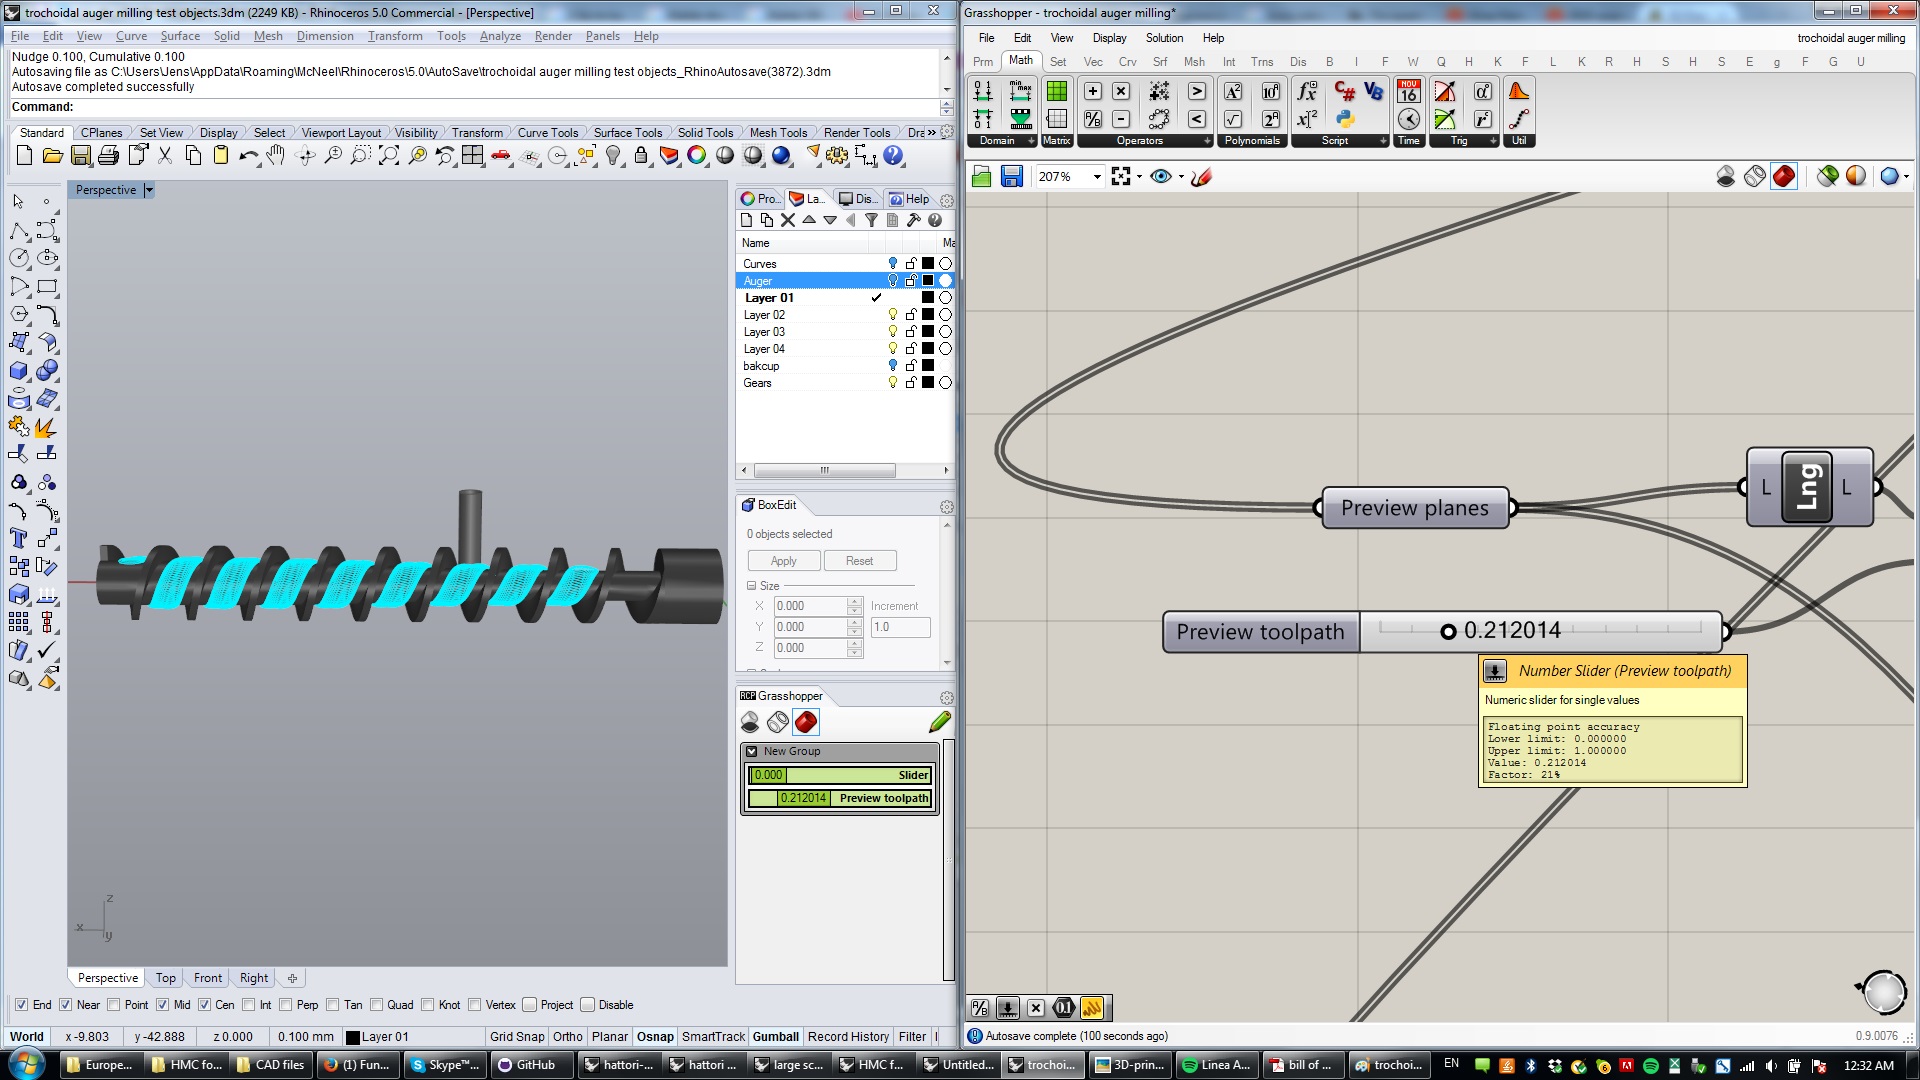 trochoidal auger milling test objects.3dm (2249 KB) - Rhinoceros 5.0 Commercial - [Perspective]
File Edit View Curve Surface Solid Mesh Dimension Transform Tools Analyze Render Panels Help
Nudge 0.100, Cumulative 0.100
Autosaving file as C:\Users\Jens\AppData\Roaming\McNeel\Rhinoceros\5.0\AutoSave\trochoidal auger milling test objects_RhinoAutosave(3872).3dm
Autosave completed successfully
Command:
Standard CPlanes Set View Display Select Viewport Layout Visibility Transform Curve Tools Surface Tools Solid Tools Mesh Tools Render Tools Dra »
Perspective
Pro... La... Dis... Help
Name Ma
Curves
Auger
Layer 01
Layer 02
Layer 03
Layer 04
bakcup
Gears
BoxEdit
0 objects selected
Apply Reset
Size
X 0.000 Increment
Y 0.000 1.0
Z 0.000
RCP Grasshopper
New Group
0.000 Slider
0.212014 Preview toolpath
z
x
y
Perspective Top Front Right
End Near Point Mid Cen Int Perp Tan Quad Knot Vertex Project Disable
World x -9.803 y -42.888 z 0.000 0.100 mm Layer 01 Grid Snap Ortho Planar Osnap SmartTrack Gumball Record History Filter
Grasshopper - trochoidal auger milling*
File Edit View Display Solution Help trochoidal auger milling
Prm Math Set Vec Crv Srf Msh Int Trns Dis B I F W Q H K F K R H S H S E g F G U
Domain Matrix Operators Polynomials Script Time Trig Util
207%
Preview planes
L Lng L
Preview toolpath 0.212014
Number Slider (Preview toolpath)
Numeric slider for single values
Floating point accuracy
Lower limit: 0.000000
Upper limit: 1.000000
Value: 0.212014
Factor: 21%
Autosave complete (100 seconds ago) 0.9.0076
Europe... HMC fo... CAD files (1) Fun... Skype™... GitHub hattori-... hattori ... large sc... HMC f... Untitled... trochoi... 3D-prin... Linea A... bill of ... trochoi... EN 12:32 AM